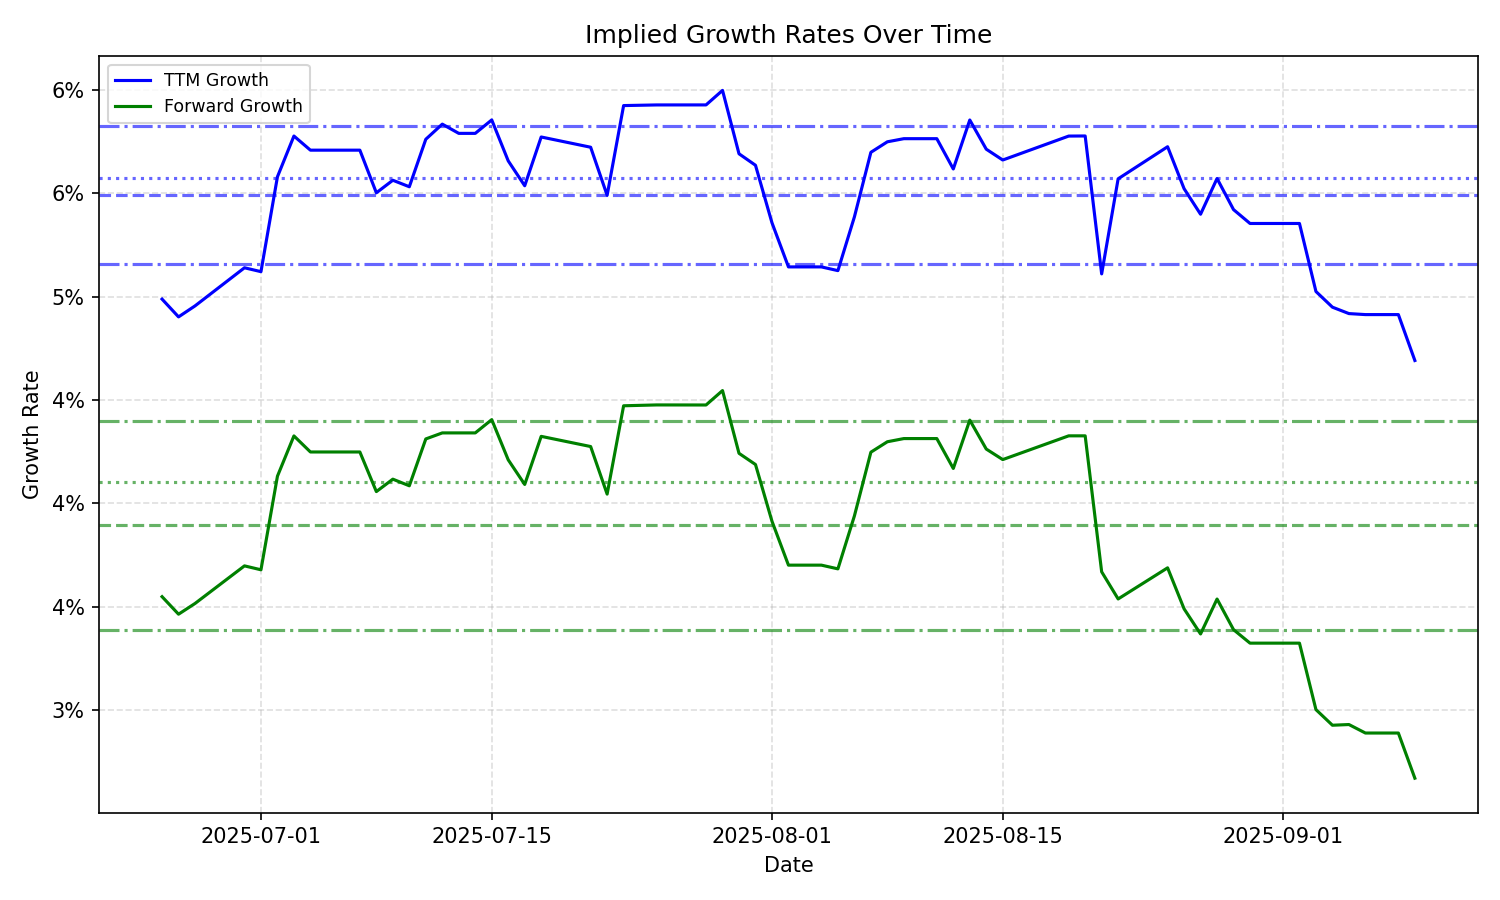 Implied Growth Rates Over Time
TTM Growth
Forward Growth
6%
6%
5%
4%
4%
4%
3%
Growth Rate
2025-07-01
2025-07-15
2025-08-01
2025-08-15
2025-09-01
Date